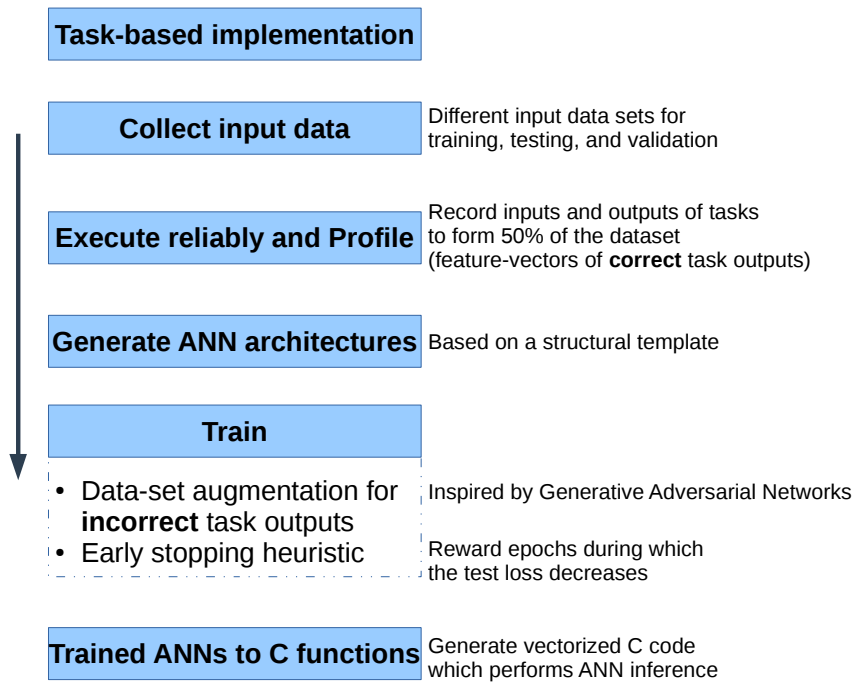 Task-based implementation
Collect input data
Different input data sets for
training, testing, and validation
Execute reliably and Profile
Record inputs and outputs of tasks
to form 50% of the dataset
(feature-vectors of correct task outputs)
Generate ANN architectures
Based on a structural template
Train
• Data-set augmentation for
incorrect task outputs
Inspired by Generative Adversarial Networks
• Early stopping heuristic
Reward epochs during which
the test loss decreases
Trained ANNs to C functions
Generate vectorized C code
which performs ANN inference